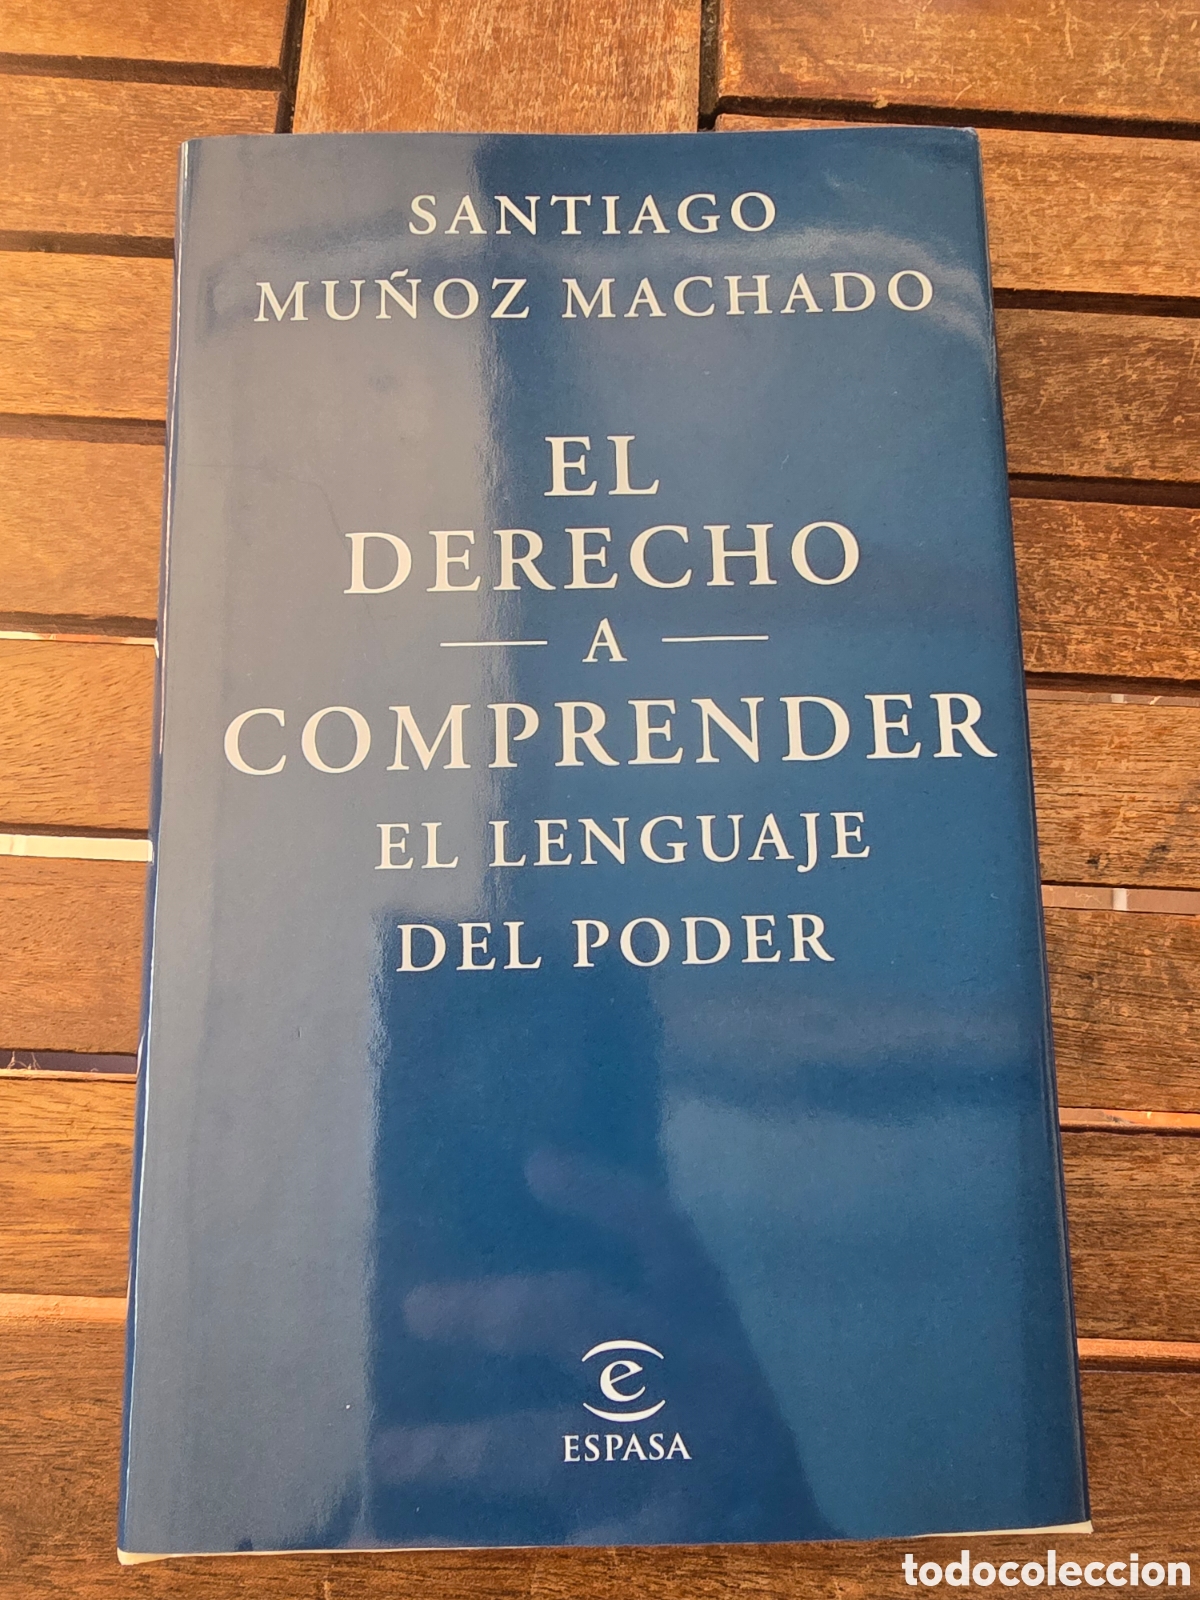 SANTIAGO
MUÑOZ MACHADO
EL
DERECHO
A
COMPRENDER
EL LENGUAJE
DEL PODER
e
ESPASA
todocoleccion